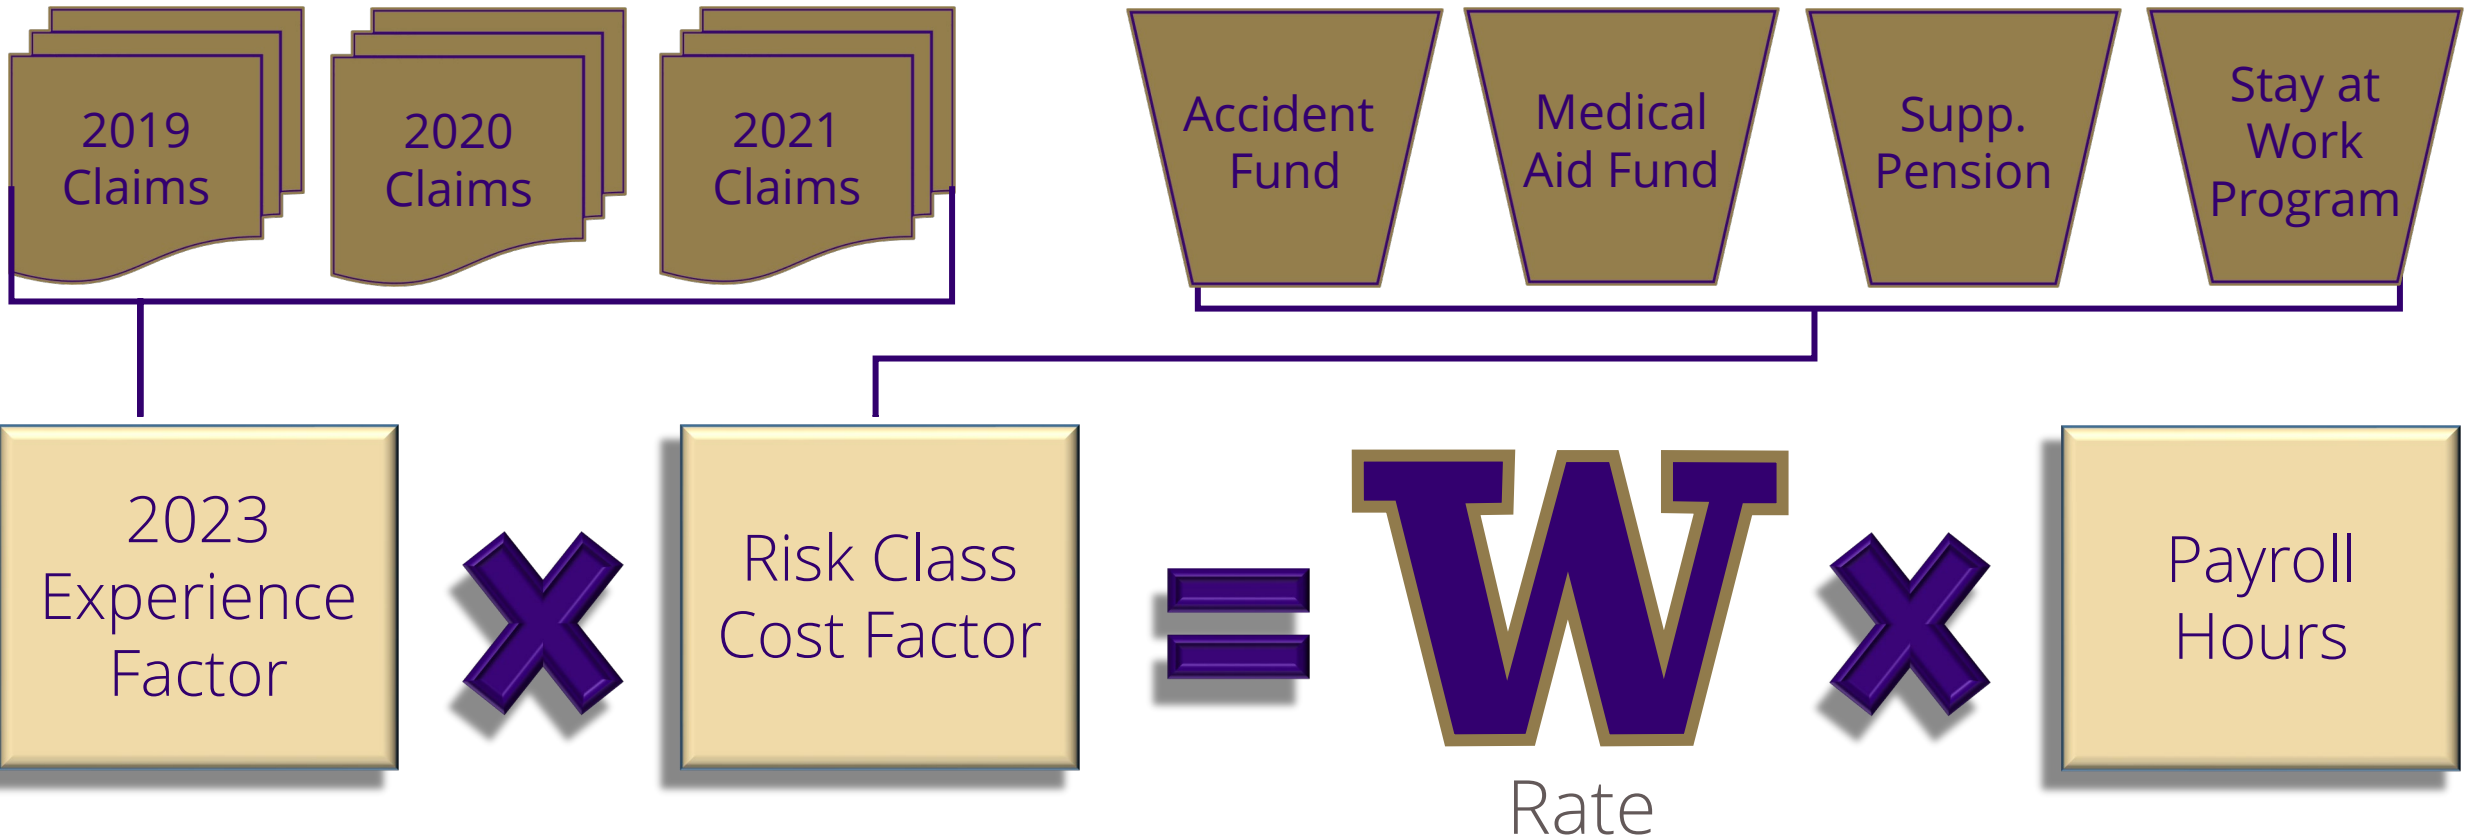 2019
Claims
2020
Claims
2021
Claims
Accident
Fund
Medical
Aid Fund
Supp.
Pension
Stay at
Work
Program
2023
Experience
Factor
Risk Class
Cost Factor
W
Rate
Payroll
Hours